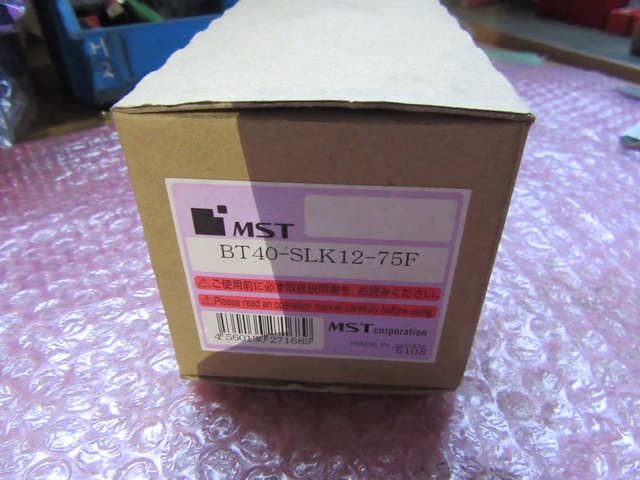 H
2
MST
BT40-SLK12-75F
⚠ご使用前に必ず取扱説明書を、お読みください。
⚠Please read an operation manual carefully before using.
4 560130 271689
MST corporation
MADE IN JAPAN
6108